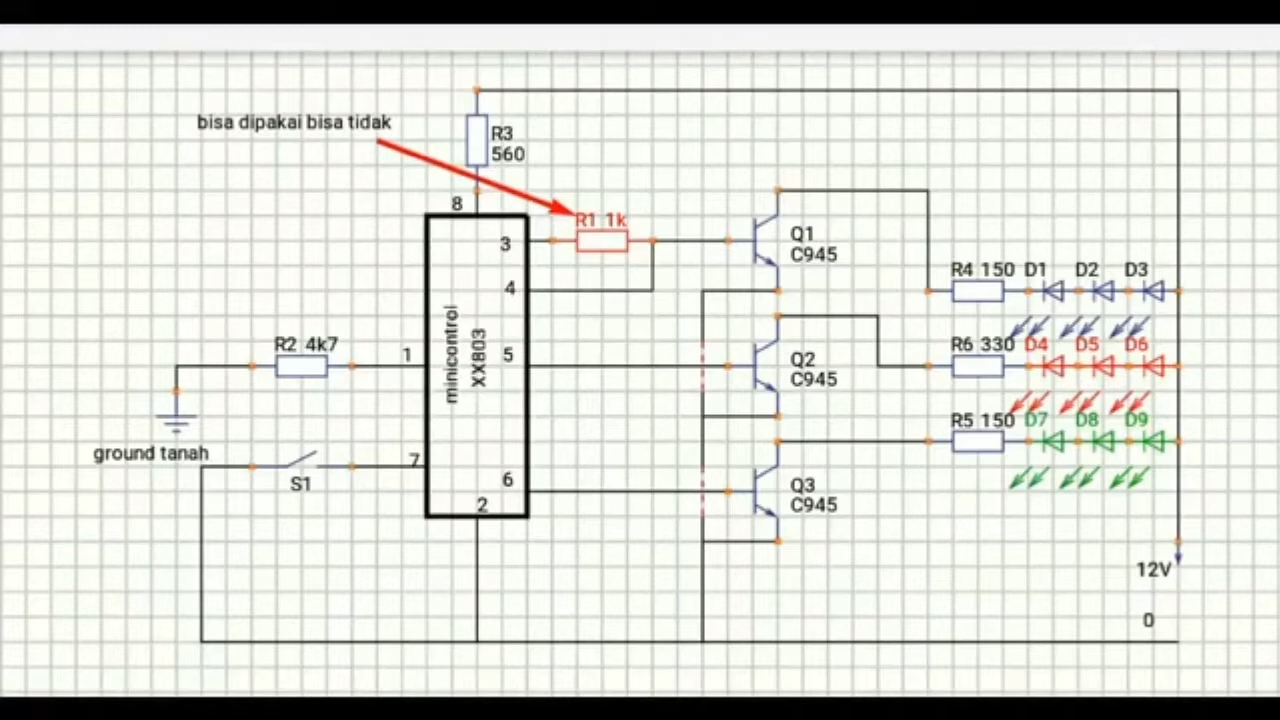 bisa dipakai bisa tidak
R3
560
8
R1 1k
3
Q1
C945
4
R4 150 D1 D2 D3
minicontrol
XX803
R2 4k7
1
5
Q2
C945
R6 330 D4 D5 D6
ground tanah
7
S1
R5 150 D7 D8 D9
6
2
Q3
C945
12V
0